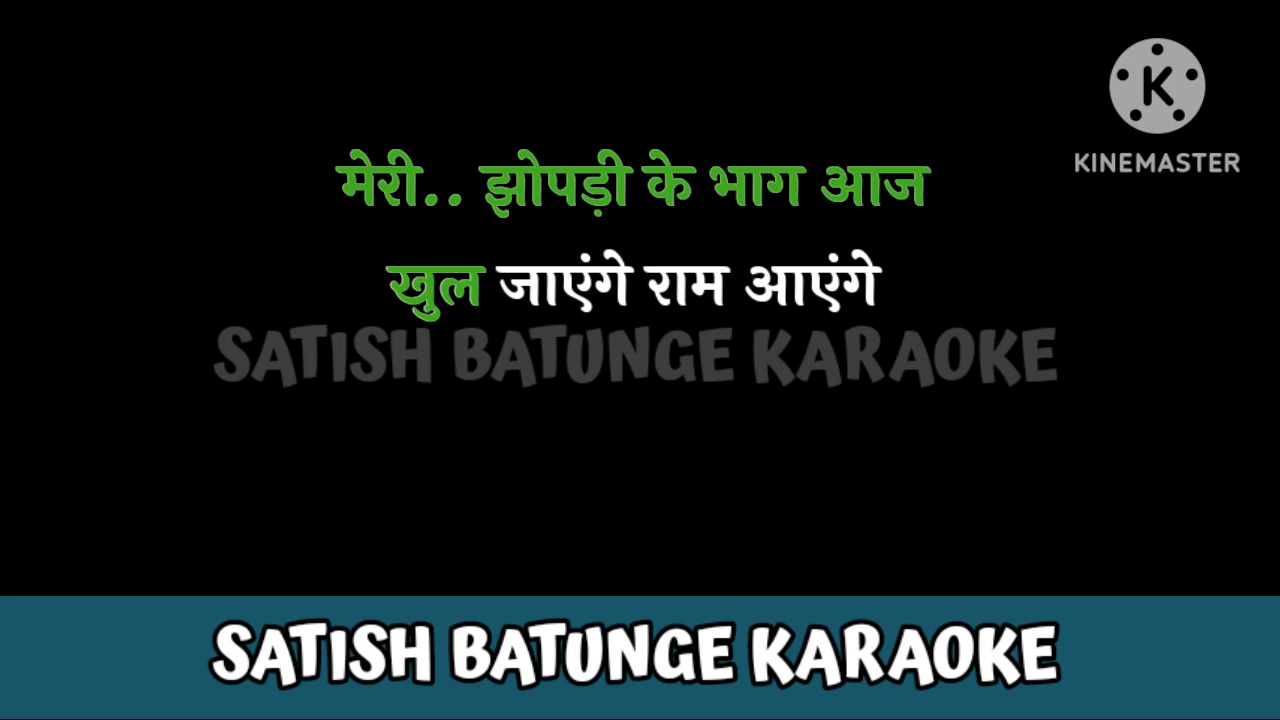 K
KINEMASTER
मेरी.. झोपड़ी के भाग आज
खुल जाएंगे राम आएंगे
SATISH BATUNGE KARAOKE
SATISH BATUNGE KARAOKE